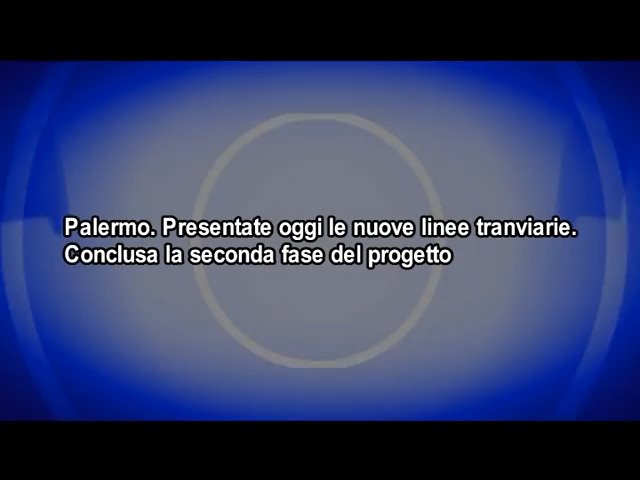 Palermo. Presentate oggi le nuove linee tranviarie.
Conclusa la seconda fase del progetto